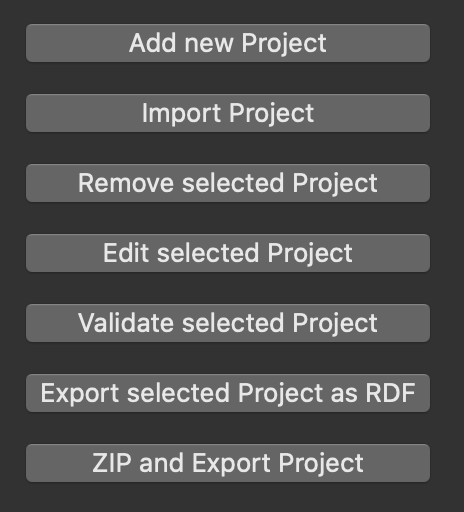 Add new Project
Import Project
Remove selected Project
Edit selected Project
Validate selected Project
Export selected Project as RDF
ZIP and Export Project